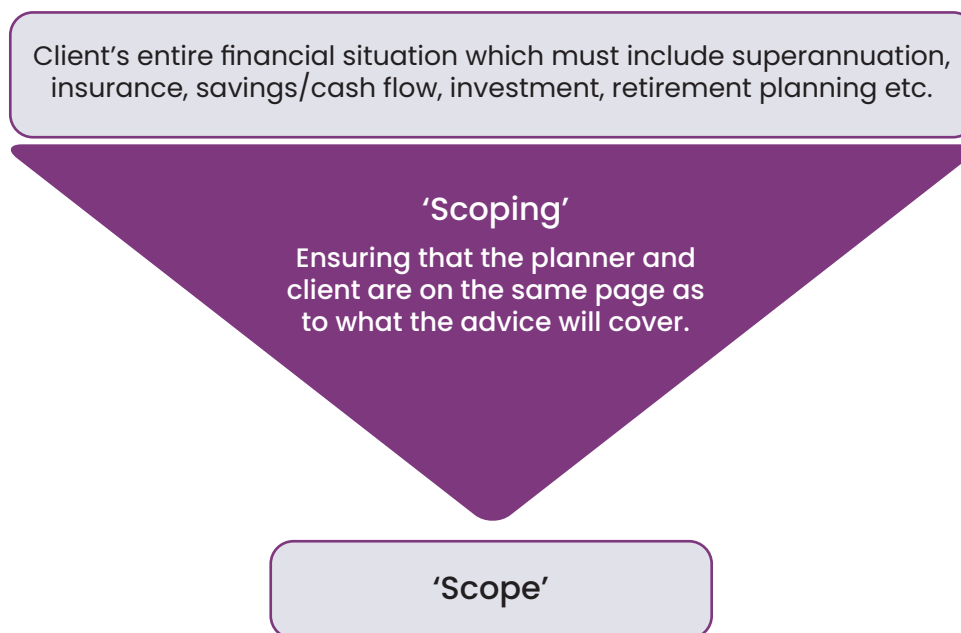 Client’s entire financial situation which must include superannuation,
insurance, savings/cash flow, investment, retirement planning etc.
‘Scoping’
Ensuring that the planner and
client are on the same page as
to what the advice will cover.
‘Scope’